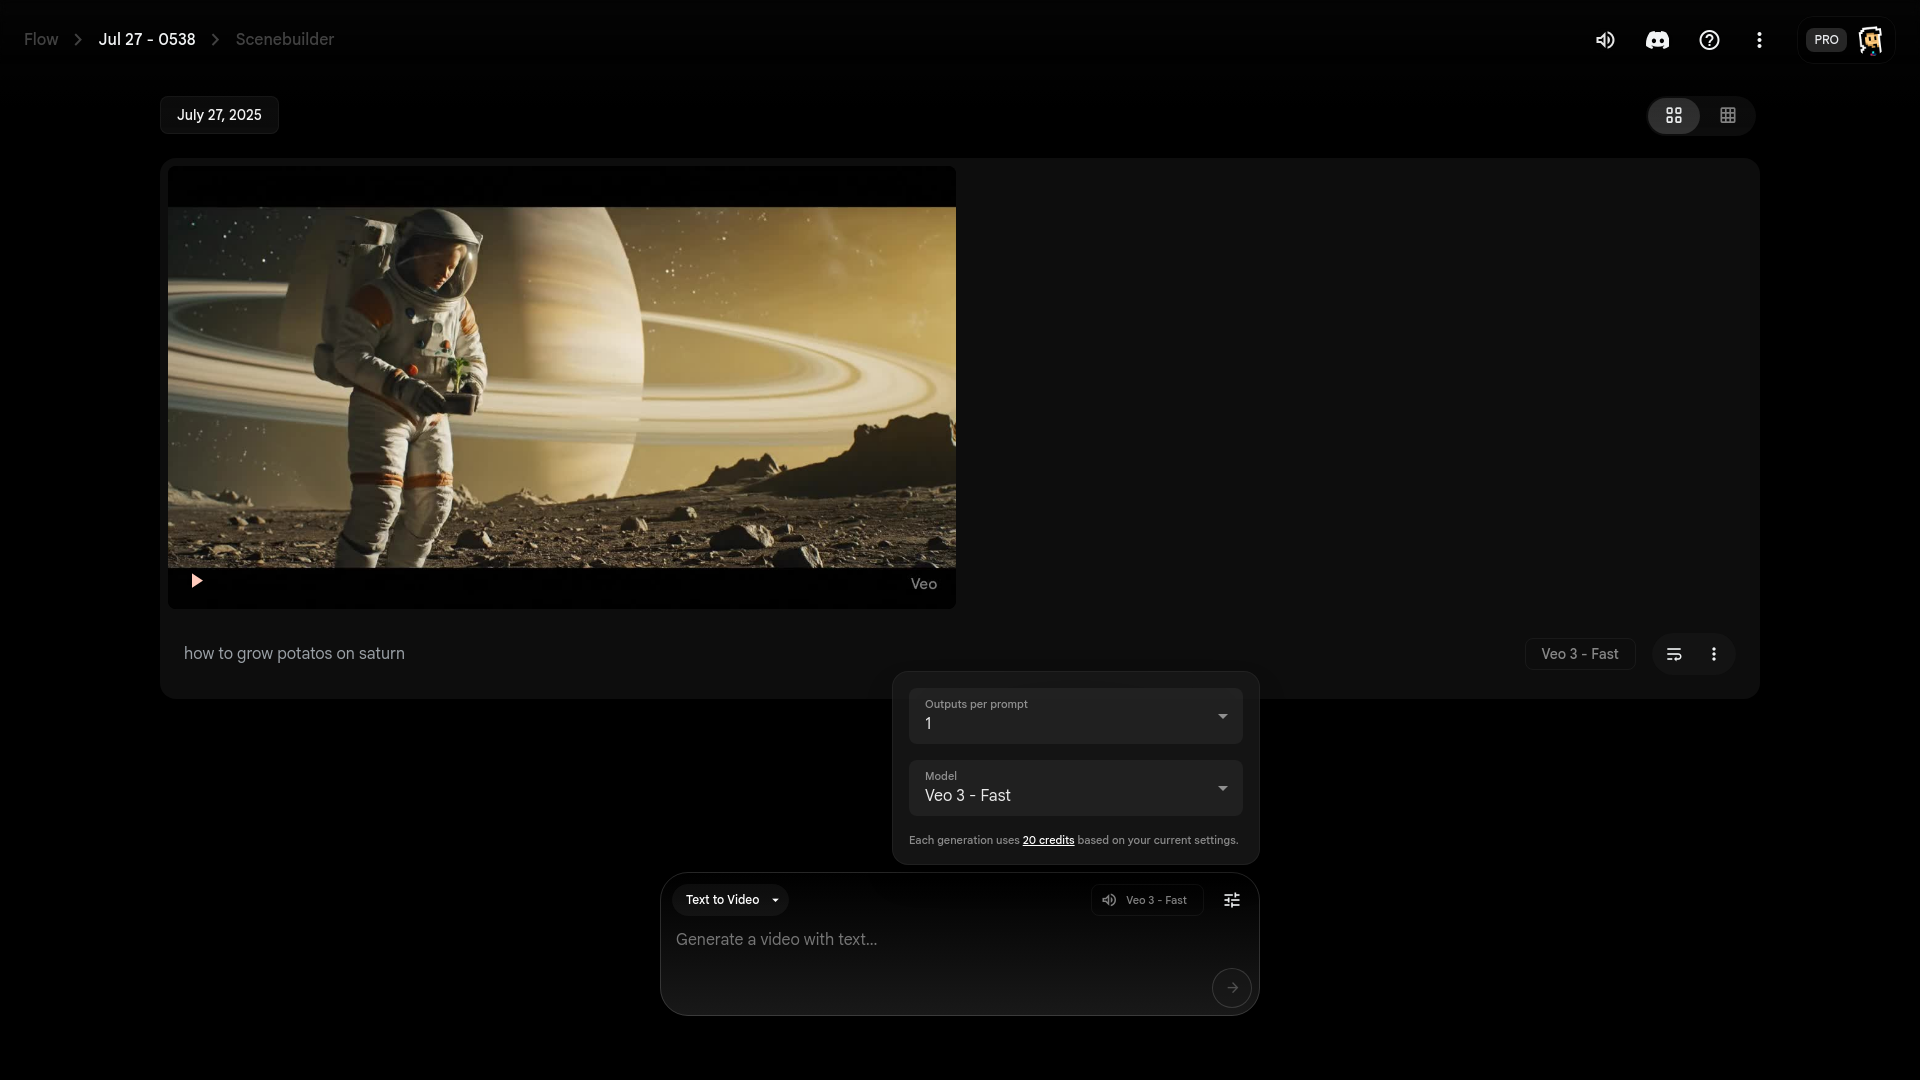 Flow
Jul 27 - 0538
Scenebuilder
PRO
July 27, 2025
Veo
how to grow potatos on saturn
Veo 3 - Fast
Outputs per prompt
1
Model
Veo 3 - Fast
Each generation uses 20 credits based on your current settings.
Text to Video
Veo 3 - Fast
Generate a video with text...